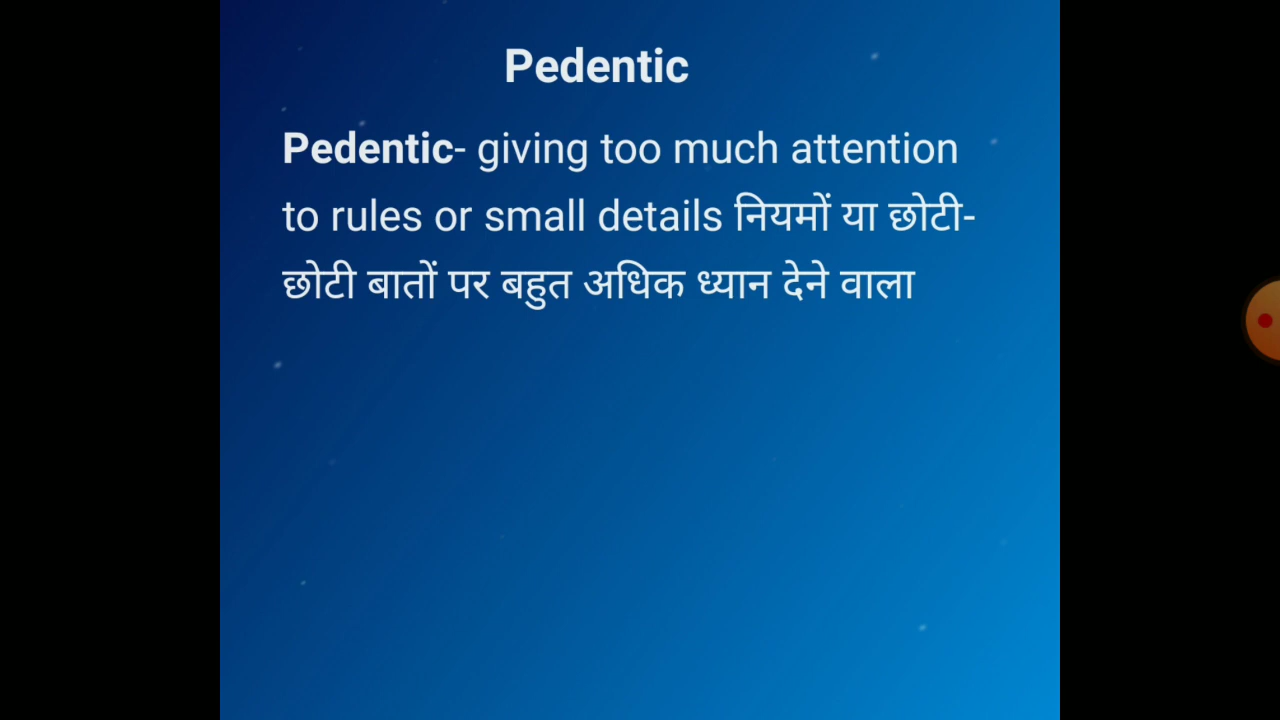 Pedentic
Pedentic- giving too much attention
to rules or small details नियमों या छोटी-
छोटी बातों पर बहुत अधिक ध्यान देने वाला